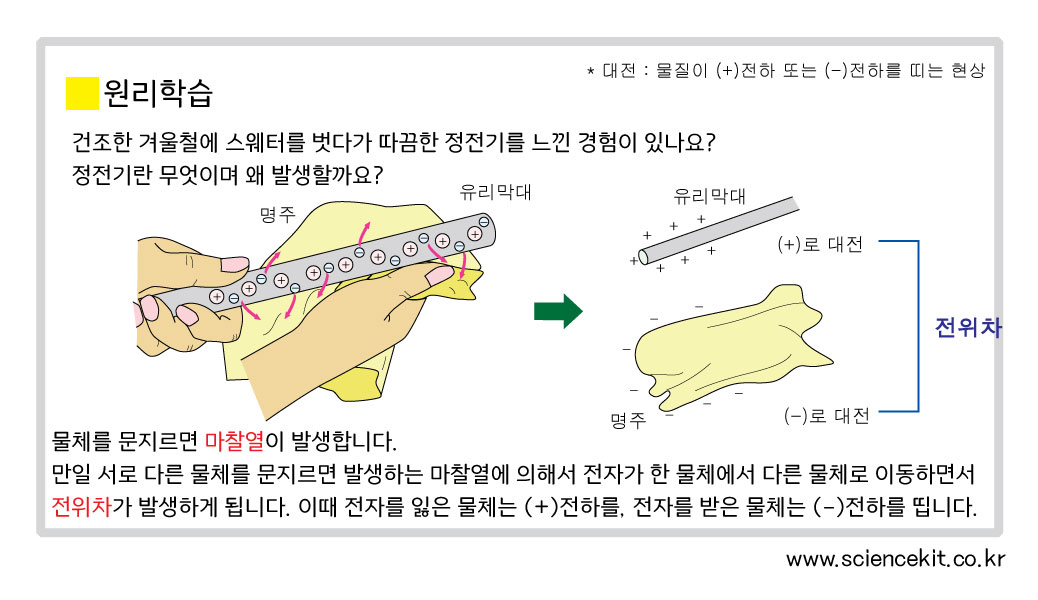 * 대전 : 물질이 (+)전하 또는 (-)전하를 띠는 현상
원리학습
건조한 겨울철에 스웨터를 벗다가 따끔한 정전기를 느낀 경험이 있나요?
정전기란 무엇이며 왜 발생할까요?
명주
유리막대
유리막대
(+)로 대전
전위차
명주
(-)로 대전
물체를 문지르면 마찰열이 발생합니다.
만일 서로 다른 물체를 문지르면 발생하는 마찰열에 의해서 전자가 한 물체에서 다른 물체로 이동하면서
전위차가 발생하게 됩니다. 이때 전자를 잃은 물체는 (+)전하를, 전자를 받은 물체는 (-)전하를 띱니다.
www.sciencekit.co.kr